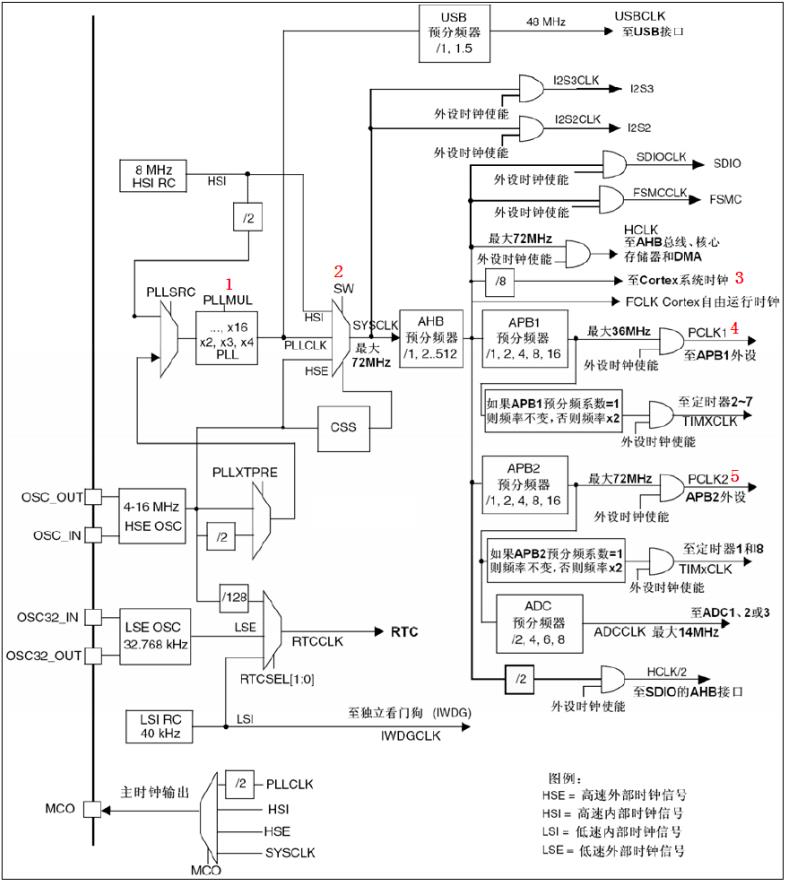 USB
预分频器
/1, 1.5
48 MHz
USBCLK
至USB接口
I2S3CLK
I2S3
外设时钟使能
I2S2CLK
I2S2
外设时钟使能
8 MHz
HSI RC
HSI
/2
SDIOCLK
SDIO
外设时钟使能
FSMCCLK
FSMC
外设时钟使能
最大72MHz
HCLK
至AHB总线、核心
存储器和DMA
外设时钟使能
/8
至Cortex系统时钟 3
FCLK Cortex自由运行时钟
PLLSRC
1
PLLMUL
..., x16
x2, x3, x4
PLL
2
SW
HSI
PLLCLK
HSE
SYSCLK
最大
72MHz
AHB
预分频器
/1, 2..512
APB1
预分频器
/1, 2, 4, 8, 16
最大36MHz
PCLK1 4
至APB1外设
外设时钟使能
CSS
如果APB1预分频系数=1
则频率不变,否则频率x2
至定时器2~7
TIMXCLK
外设时钟使能
PLLXTPRE
OSC_OUT
OSC_IN
4-16 MHz
HSE OSC
/2
APB2
预分频器
/1, 2, 4, 8, 16
最大72MHz
PCLK2 5
APB2外设
外设时钟使能
如果APB2预分频系数=1
则频率不变,否则频率x2
至定时器1和8
TIMxCLK
外设时钟使能
/128
OSC32_IN
OSC32_OUT
LSE OSC
32.768 kHz
LSE
RTCCLK
RTC
RTCSEL[1:0]
ADC
预分频器
/2, 4, 6, 8
至ADC1、2或3
ADCCLK 最大14MHz
/2
HCLK/2
至SDIO的AHB接口
外设时钟使能
LSI RC
40 kHz
LSI
至独立看门狗 (IWDG)
IWDGCLK
MCO
主时钟输出
/2
PLLCLK
HSI
HSE
SYSCLK
MCO
图例:
HSE = 高速外部时钟信号
HSI = 高速内部时钟信号
LSI = 低速内部时钟信号
LSE = 低速外部时钟信号